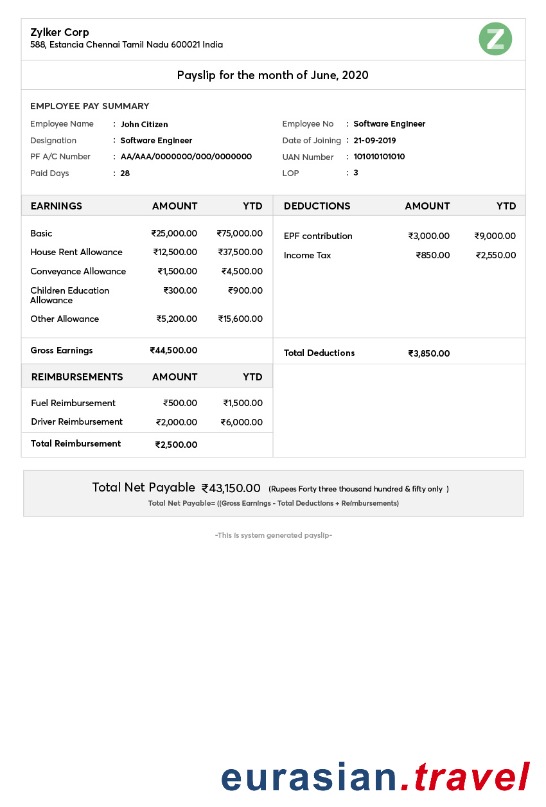 Zylker Corp
588, Estancia Chennai Tamil Nadu 600021 India
Z
Payslip for the month of June, 2020
EMPLOYEE PAY SUMMARY
Employee Name : John Citizen Employee No : Software Engineer
Designation : Software Engineer Date of Joining : 21-09-2019
PF A/C Number : AA/AAA/0000000/000/0000000 UAN Number : 101010101010
Paid Days : 28 LOP : 3
EARNINGS AMOUNT YTD DEDUCTIONS AMOUNT YTD
Basic ₹25,000.00 ₹75,000.00 EPF contribution ₹3,000.00 ₹9,000.00
House Rent Allowance ₹12,500.00 ₹37,500.00 Income Tax ₹850.00 ₹2,550.00
Conveyance Allowance ₹1,500.00 ₹4,500.00
Children Education ₹300.00 ₹900.00
Allowance
Other Allowance ₹5,200.00 ₹15,600.00
Gross Earnings ₹44,500.00 Total Deductions ₹3,850.00
REIMBURSEMENTS AMOUNT YTD
Fuel Reimbursement ₹500.00 ₹1,500.00
Driver Reimbursement ₹2,000.00 ₹6,000.00
Total Reimbursement ₹2,500.00
Total Net Payable ₹43,150.00 (Rupees Forty three thousand hundred & fifty only )
Total Net Payable= ((Gross Earnings - Total Deductions + Reimbursements)
-This is system generated payslip-
eurasian.travel